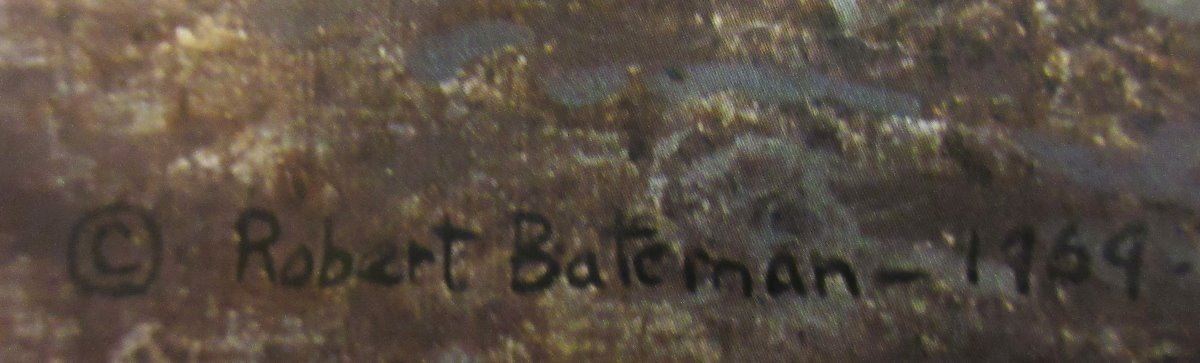 © Robert Bateman - 1969 -